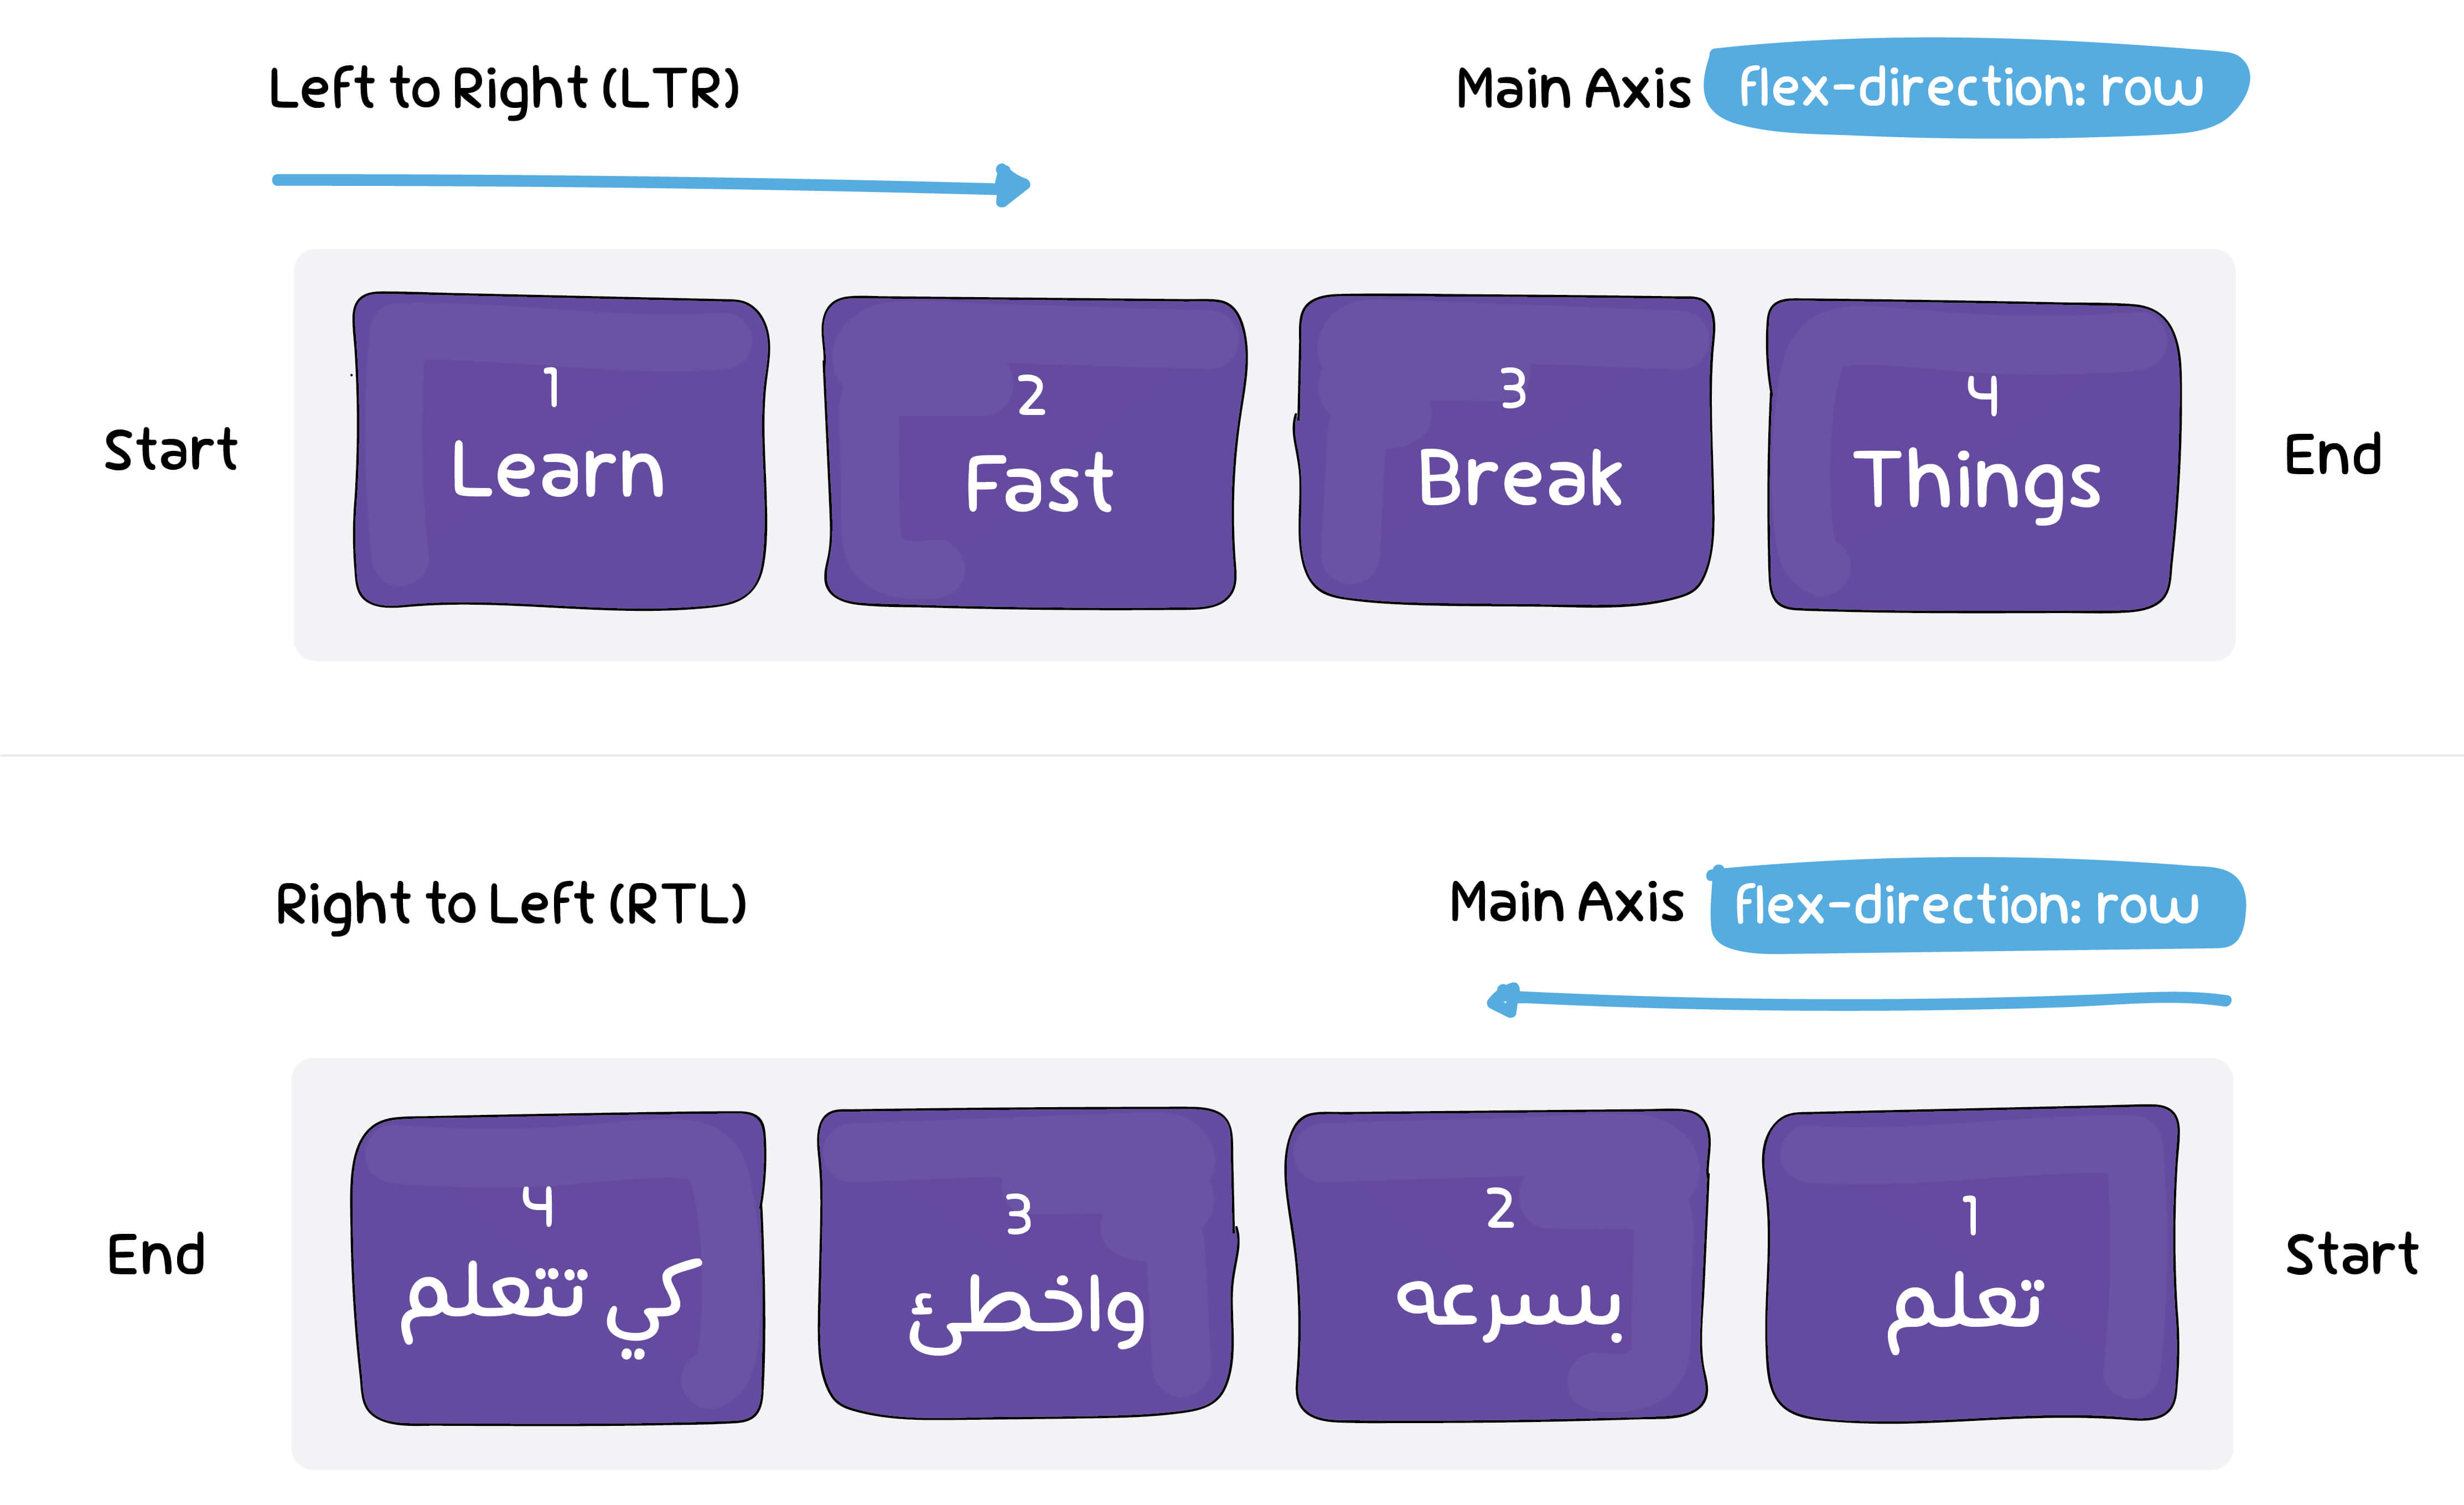 Left to Right (LTR)
Main Axis flex-direction: row
Start
1
Learn
2
Fast
3
Break
4
Things
End
Right to Left (RTL)
Main Axis flex-direction: row
Start
1
تعلم
2
بسرعه
3
واخطئ
4
كي تتعلم
End